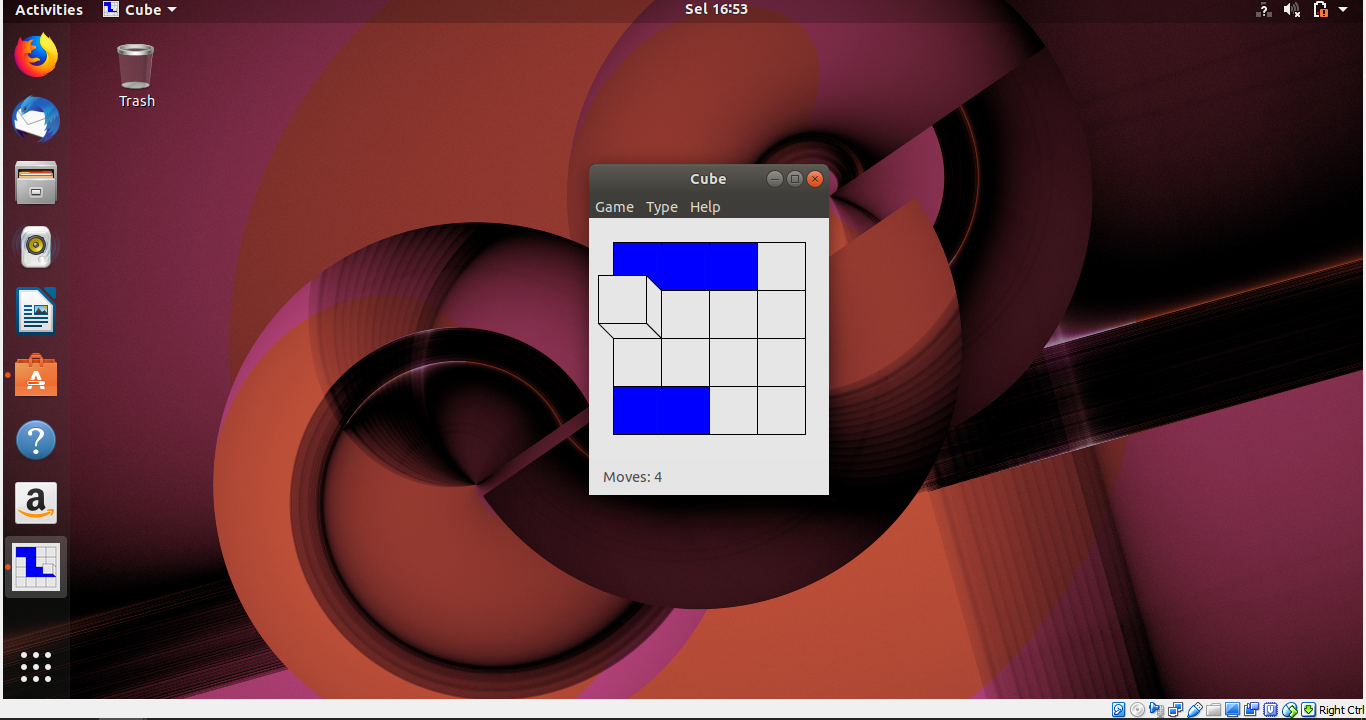 Activities Cube Sel 16:53
Trash
Cube
Game Type Help
Moves: 4
Right Ctrl